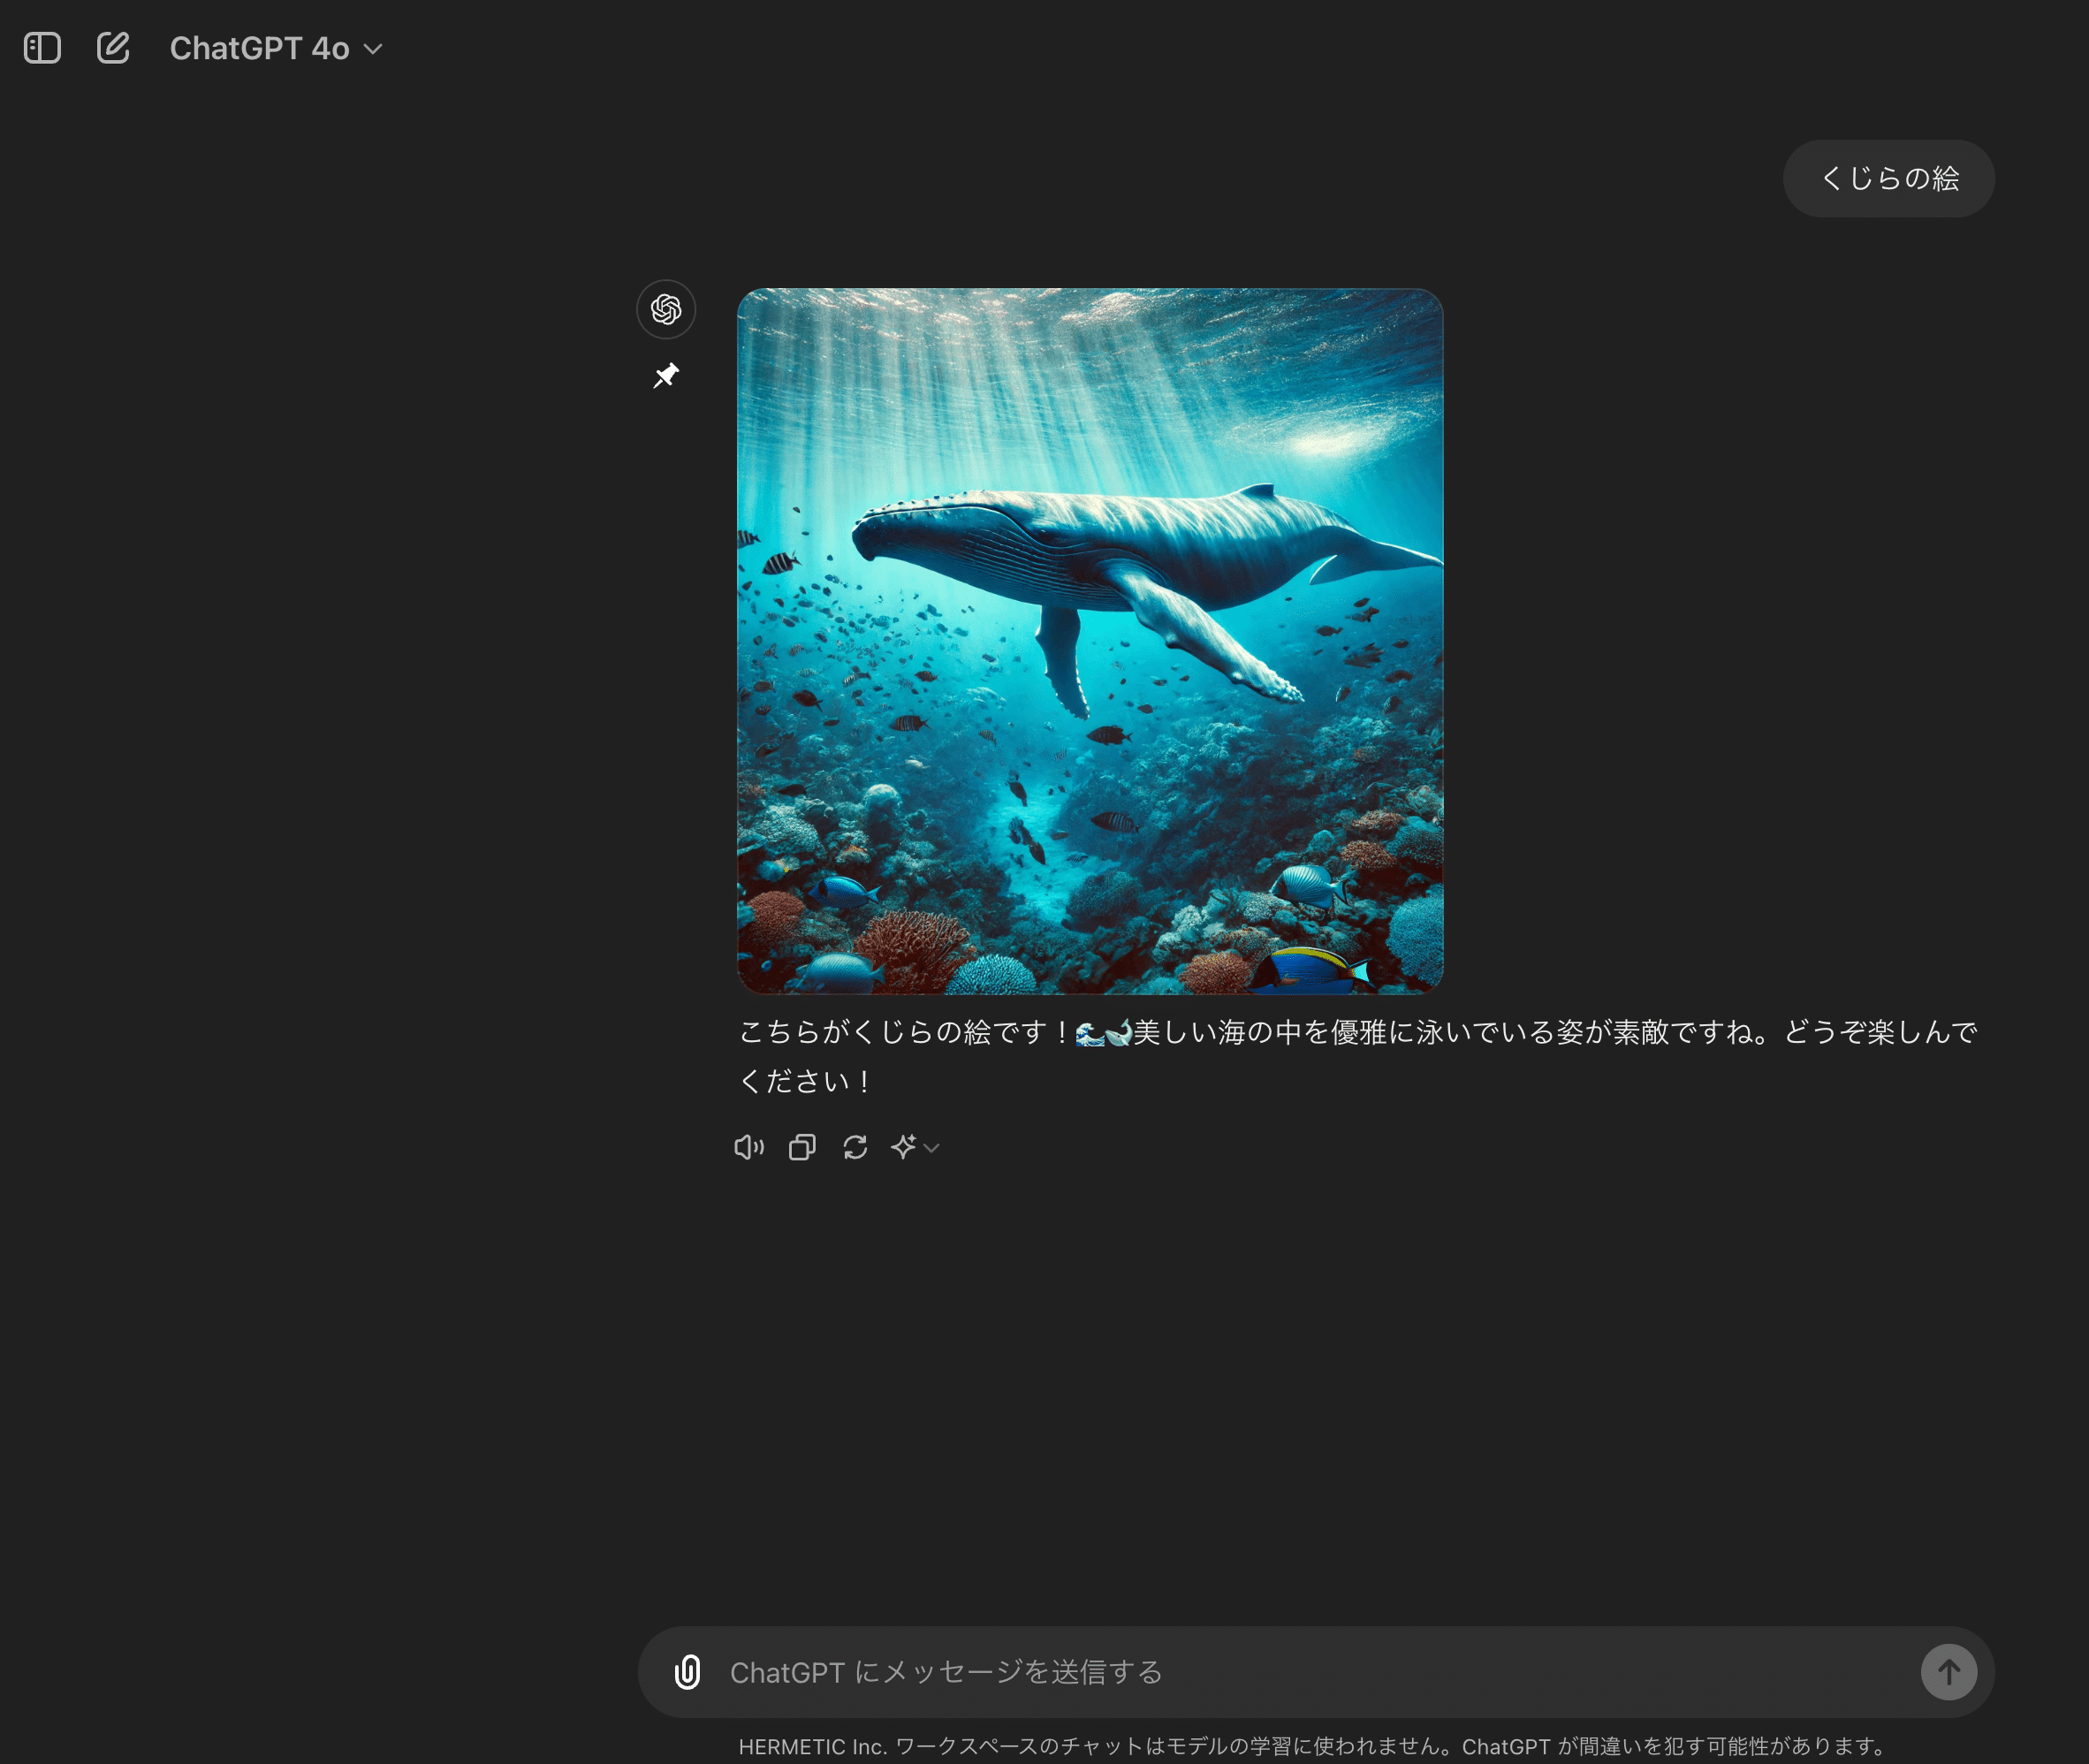 ChatGPT 4o
くじらの絵
こちらがくじらの絵です！🌊🐋美しい海の中を優雅に泳いでいる姿が素敵ですね。どうぞ楽しんで
ください！
ChatGPT にメッセージを送信する
HERMETIC Inc. ワークスペースのチャットはモデルの学習に使われません。ChatGPT が間違いを犯す可能性があります。